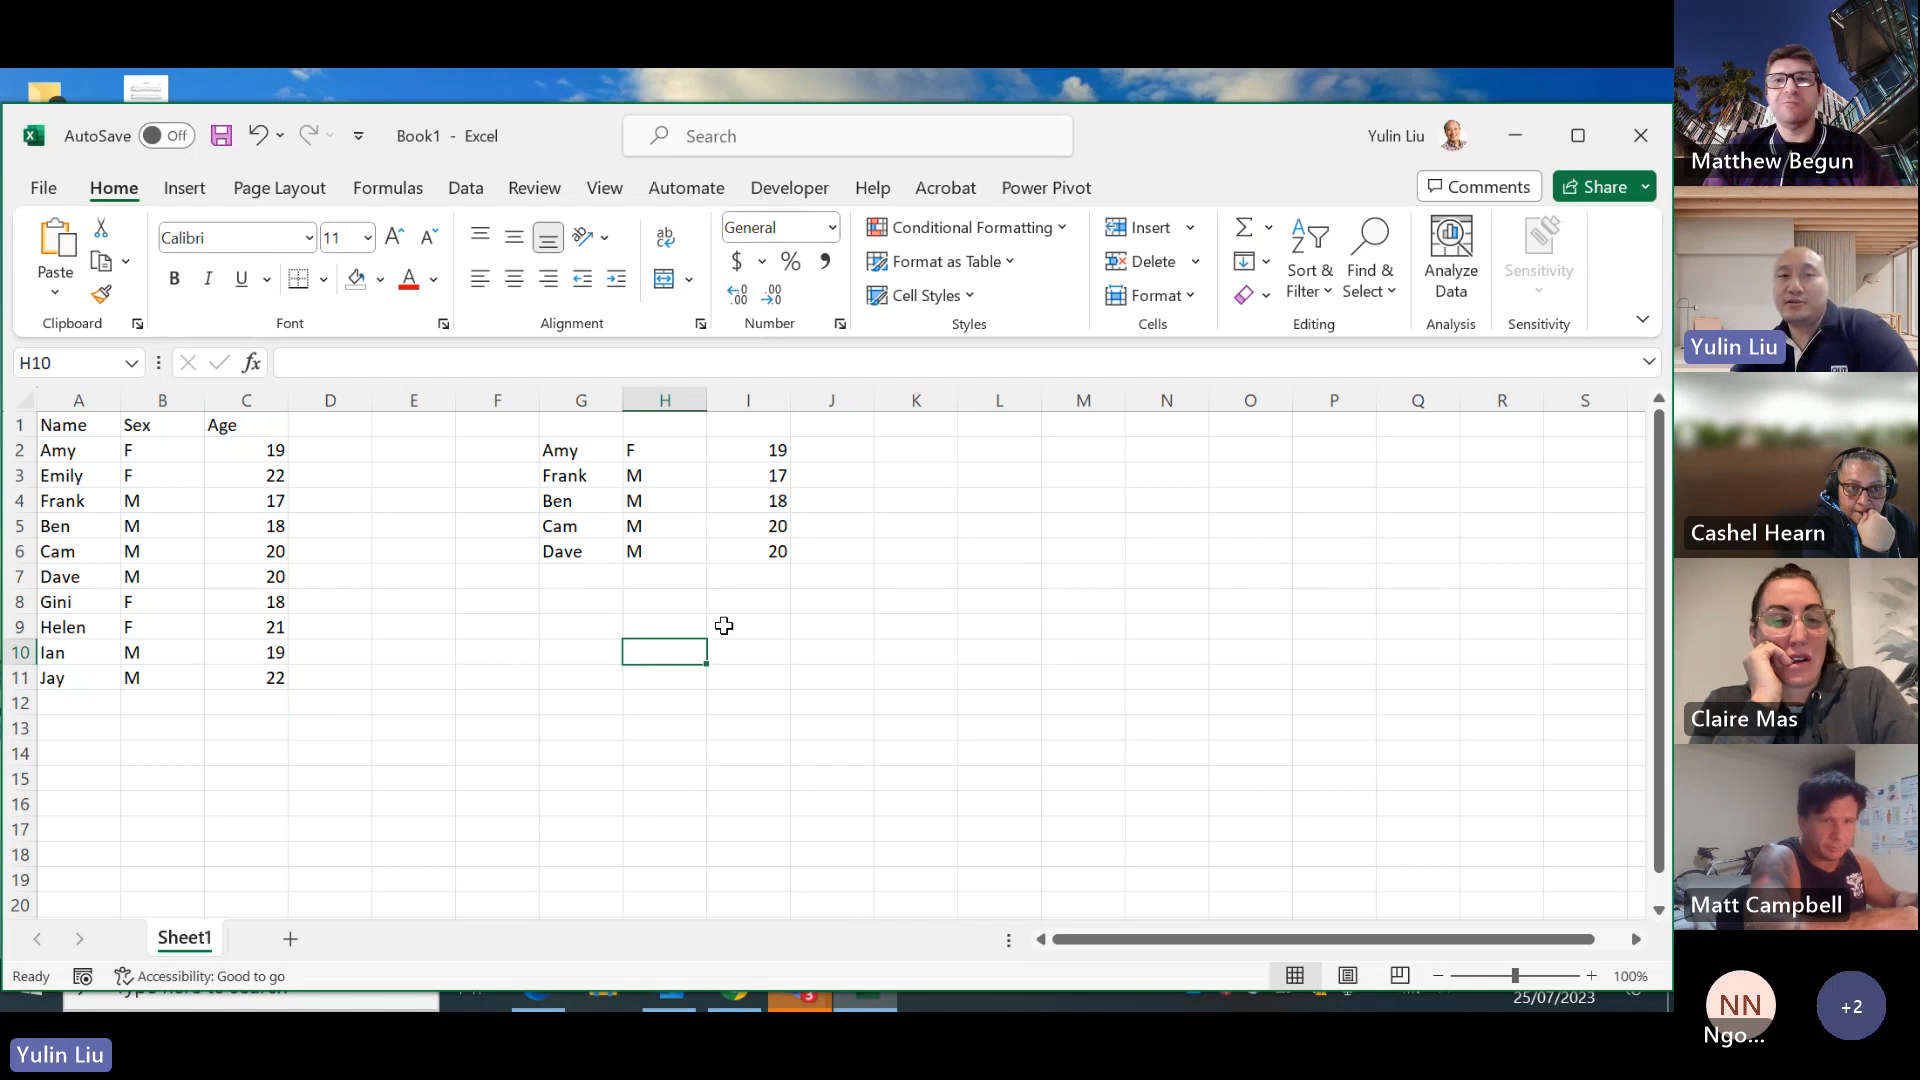 AutoSave Off Book1 - Excel Search Yulin Liu
File Home Insert Page Layout Formulas Data Review View Automate Developer Help Acrobat Power Pivot Comments Share
Calibri 11 General Conditional Formatting Insert
Paste B I U A $ % Format as Table Delete Sort & Filter Find & Select Analyze Data Sensitivity
Cell Styles Format
Clipboard Font Alignment Number Styles Cells Editing Analysis Sensitivity
H10 fx
A B C D E F G H I J K L M N O P Q R S
1 Name Sex Age
2 Amy F 19 Amy F 19
3 Emily F 22 Frank M 17
4 Frank M 17 Ben M 18
5 Ben M 18 Cam M 20
6 Cam M 20 Dave M 20
7 Dave M 20
8 Gini F 18
9 Helen F 21
10 Ian M 19
11 Jay M 22
12
13
14
15
16
17
18
19
20
Sheet1
Ready Accessibility: Good to go 100%
25/07/2023
Yulin Liu
Matthew Begun
Yulin Liu
Cashel Hearn
Claire Mas
Matt Campbell
NN +2
Ngo...